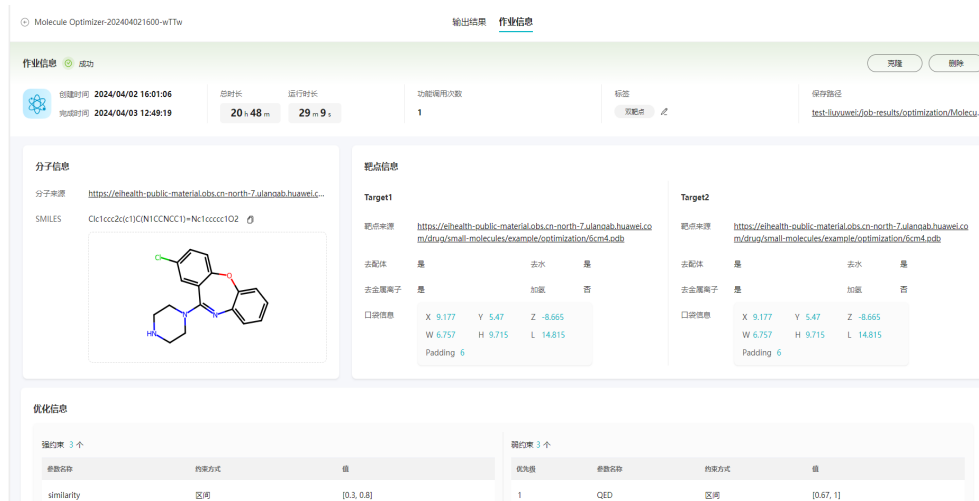 Molecule Optimizer-202404021600-wTTw
输出结果 作业信息
作业信息 成功
克隆 删除
创建时间 2024/04/02 16:01:06
完成时间 2024/04/03 12:49:19
总时长 运行时长
20 h 48 m 29 m 9 s
功能调用次数
1
标签
双靶点
保存路径
test-liuyuwei:/job-results/optimization/Molecu...
分子信息
分子来源 https://eihealth-public-material.obs.cn-north-7.ulanqab.huawei.c...
SMILES Clc1ccc2c(c1)C(N1CCNCC1)=Nc1ccccc1O2
Cl
O
N
N
HN
靶点信息
Target1
靶点来源 https://eihealth-public-material.obs.cn-north-7.ulanqab.huawei.co
m/drug/small-molecules/example/optimization/6cm4.pdb
去配体 是 去水 是
去金属离子 是 加氢 否
口袋信息
X 9.177 Y 5.47 Z -8.665
W 6.757 H 9.715 L 14.815
Padding 6
Target2
靶点来源 https://eihealth-public-material.obs.cn-north-7.ulanqab.huawei.co
m/drug/small-molecules/example/optimization/6cm4.pdb
去配体 是 去水 是
去金属离子 是 加氢 否
口袋信息
X 9.177 Y 5.47 Z -8.665
W 6.757 H 9.715 L 14.815
Padding 6
优化信息
强约束 3 个
参数名称 约束方式 值
similarity 区间 [0.3, 0.8]
弱约束 3 个
优先级 参数名称 约束方式 值
1 QED 区间 [0.67, 1]